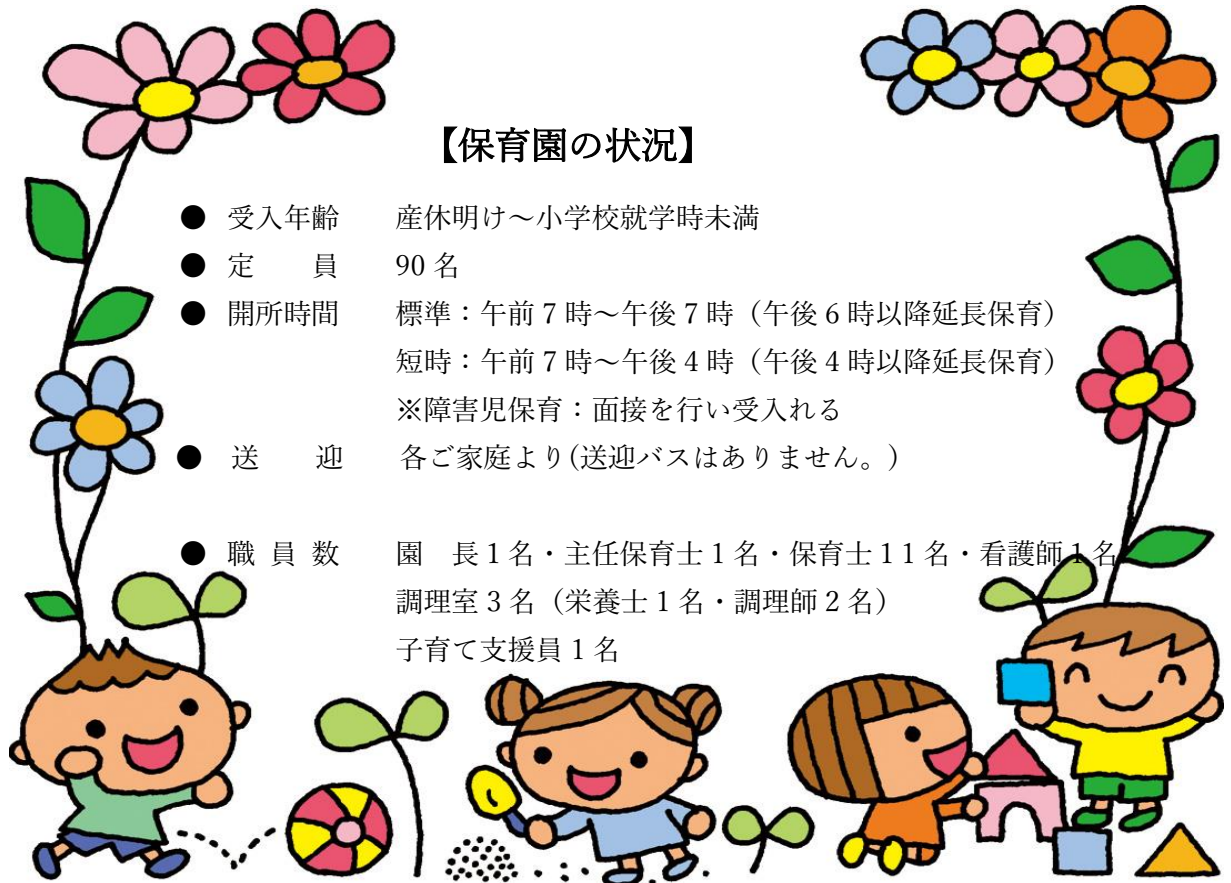 【保育園の状況】
● 受入年齢　産休明け～小学校就学時未満
● 定　　員　90名
● 開所時間　標準：午前7時～午後7時（午後6時以降延長保育）
短時：午前7時～午後4時（午後4時以降延長保育）
※障害児保育：面接を行い受入れる
● 送　　迎　各ご家庭より(送迎バスはありません。)
● 職 員 数　園　長1名・主任保育士1名・保育士11名・看護師1名
調理室3名（栄養士1名・調理師2名）
子育て支援員1名